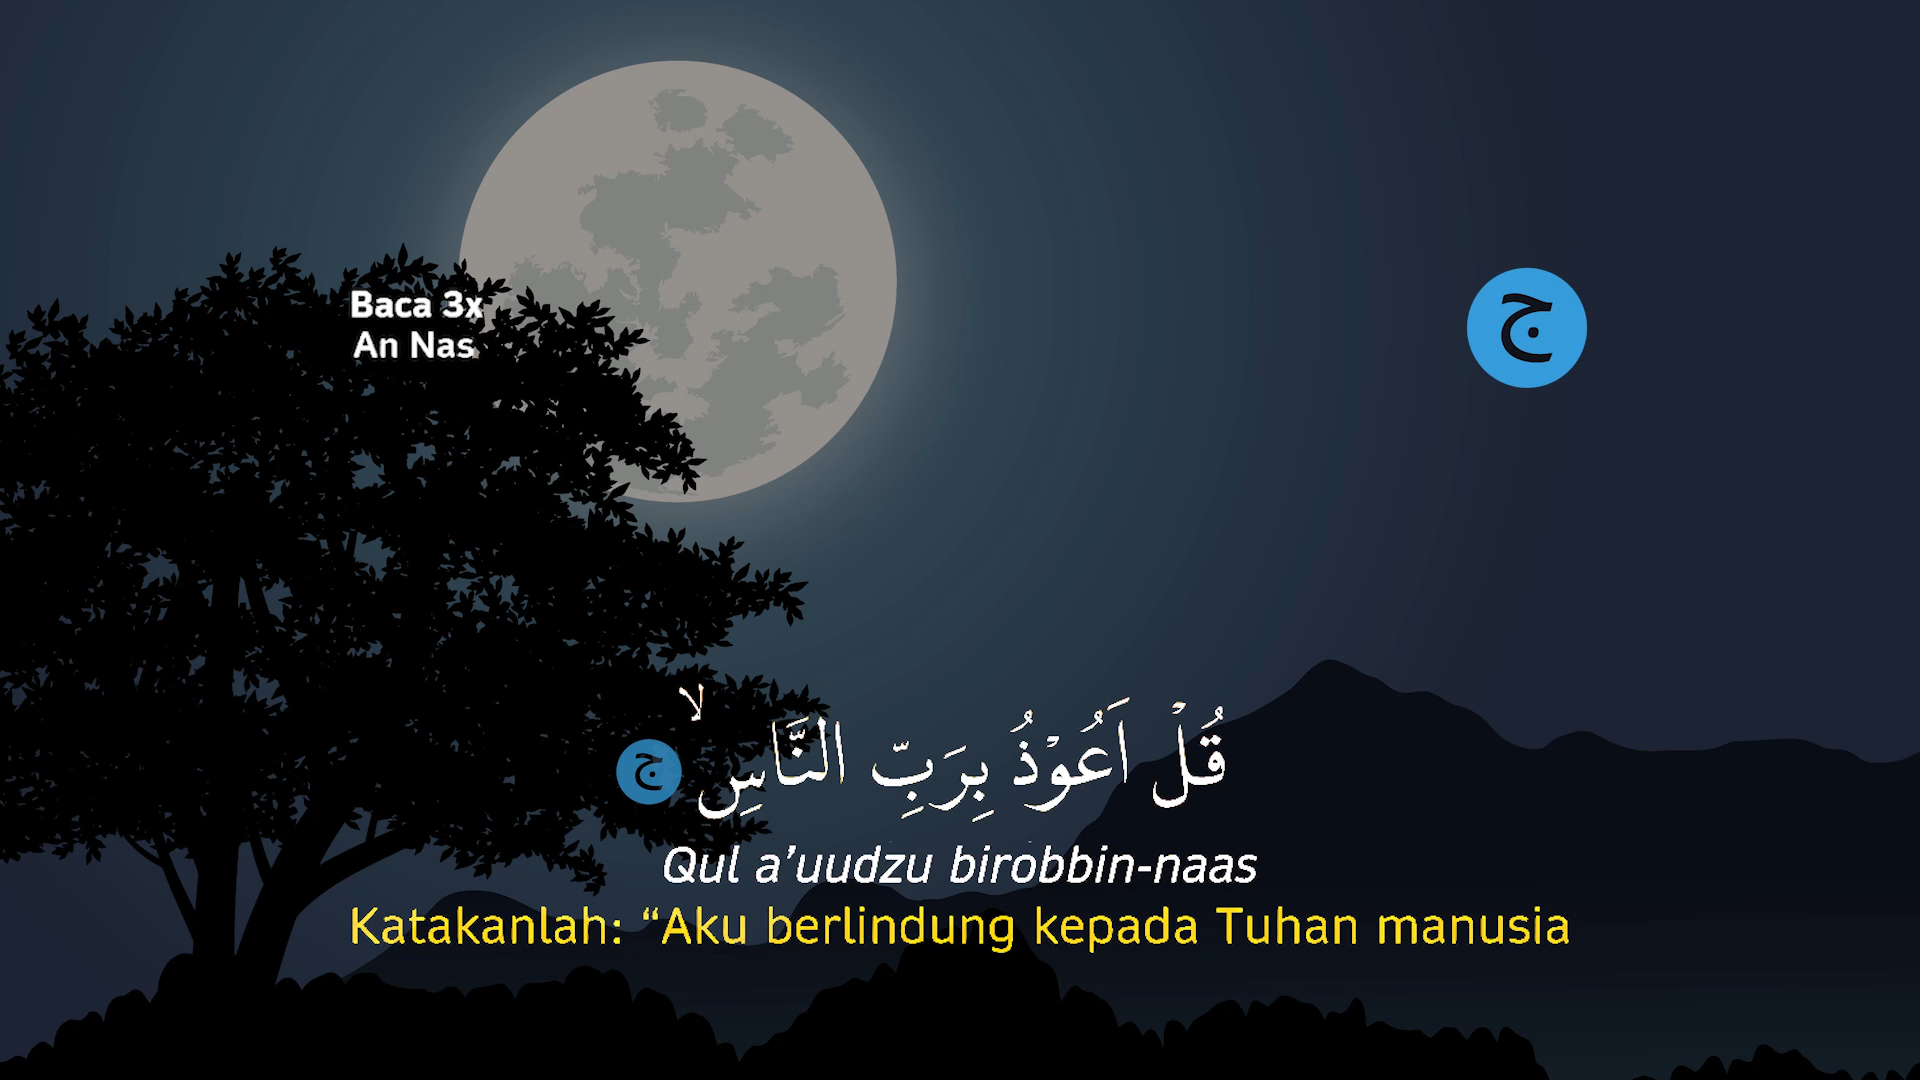 Baca 3x
An Nas
ج
قُلْ اَعُوْذُ بِرَبِّ النَّاسِۙ ج
Qul a’uudzu birobbin-naas
Katakanlah: “Aku berlindung kepada Tuhan manusia